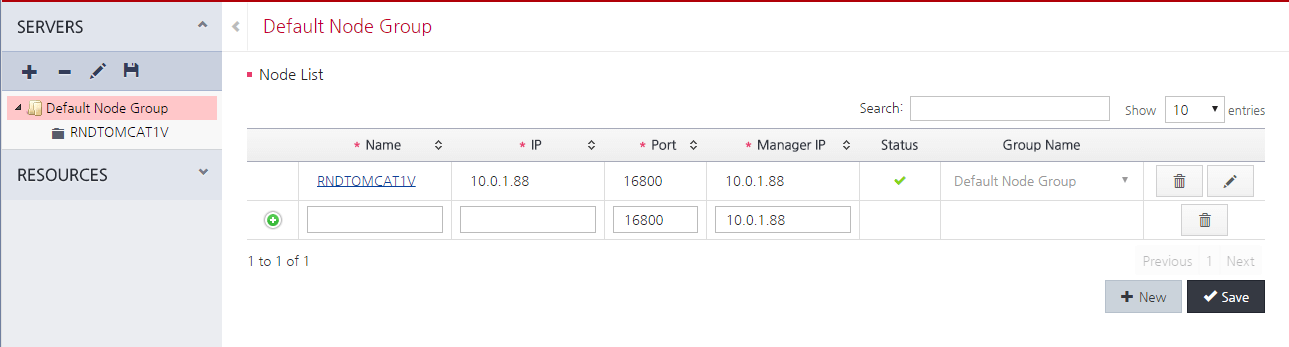 SERVERS
Default Node Group
Node List
Default Node Group
RNDTOMCAT1V
RESOURCES
Search:
Show 10 entries
* Name * IP * Port * Manager IP Status Group Name
RNDTOMCAT1V 10.0.1.88 16800 10.0.1.88 Default Node Group
16800 10.0.1.88
1 to 1 of 1
Previous 1 Next
New Save